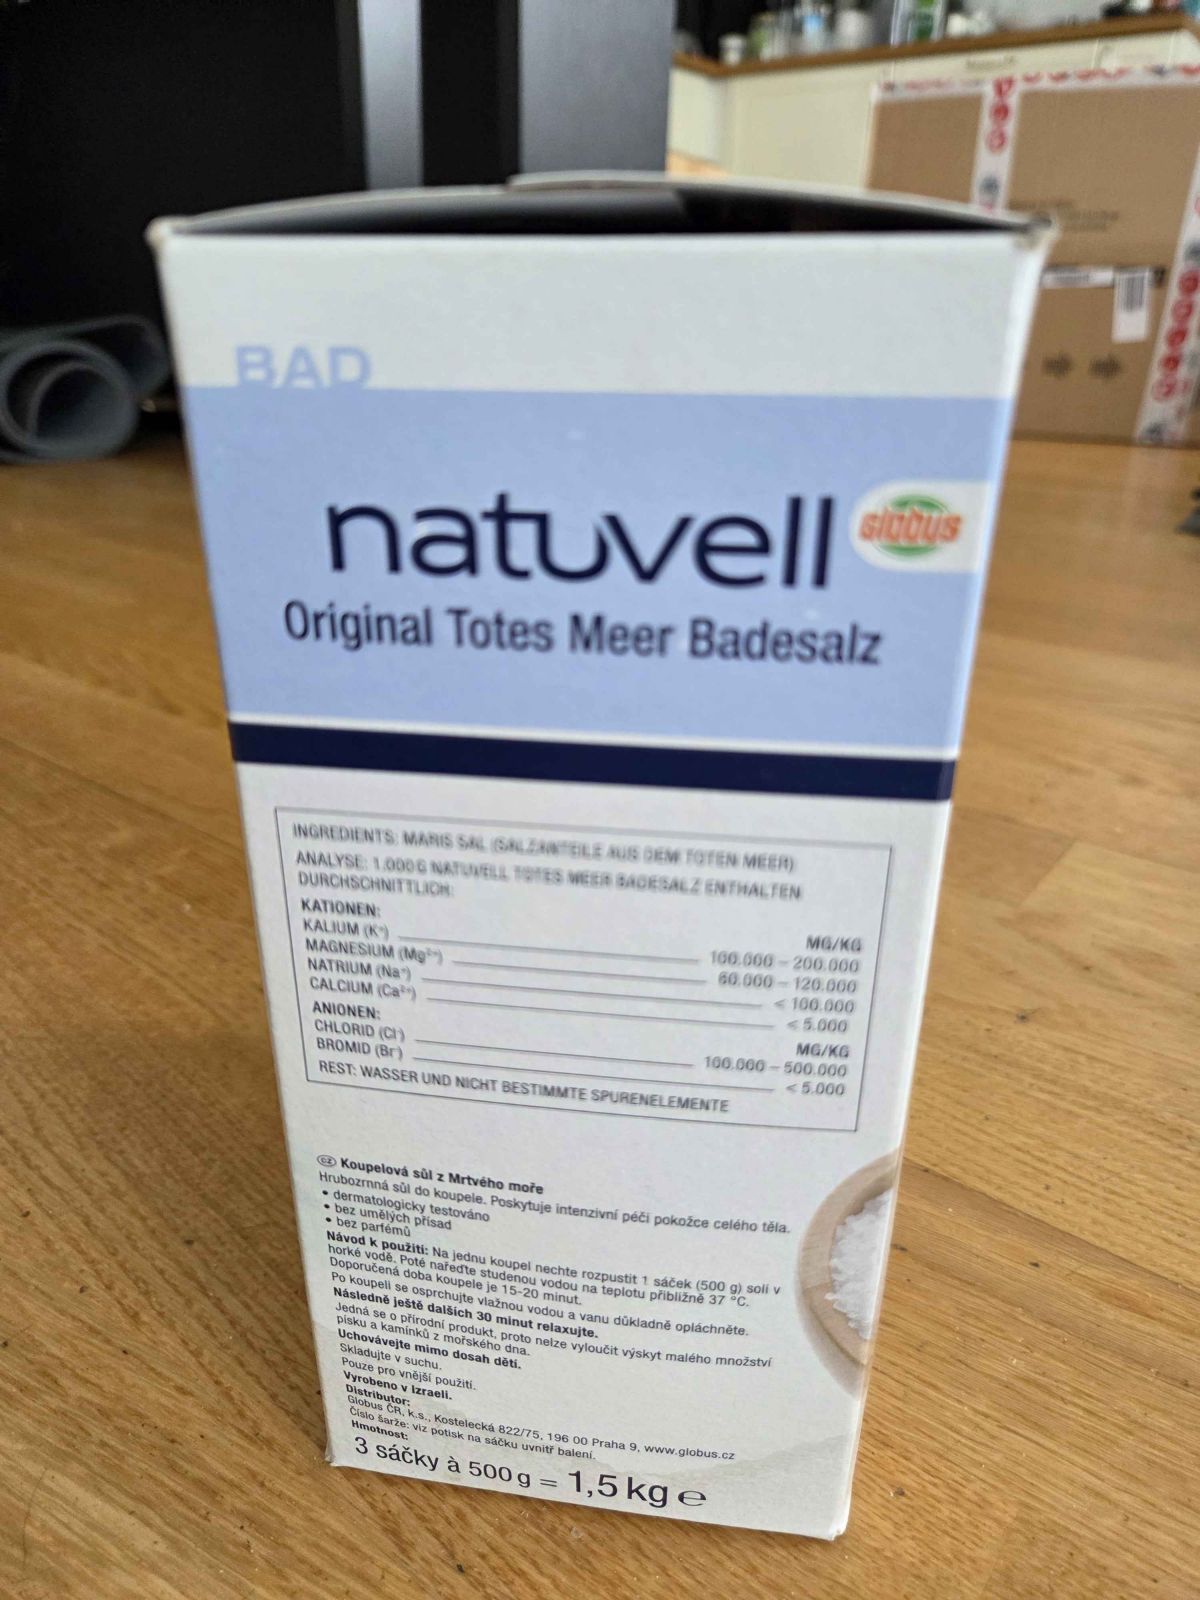 BAD
natuvell
Globus
Original Totes Meer Badesalz
INGREDIENTS: MARIS SAL (SALZANTEILE AUS DEM TOTEN MEER)
ANALYSE: 1.000 G NATUVELL TOTES MEER BADESALZ ENTHALTEN
DURCHSCHNITTLICH:
KATIONEN: MG/KG
KALIUM (K⁺) 100.000 – 200.000
MAGNESIUM (Mg²⁺) 60.000 – 120.000
NATRIUM (Na⁺) < 100.000
CALCIUM (Ca²⁺) < 5.000
ANIONEN: MG/KG
CHLORID (Cl⁻) 100.000 – 500.000
BROMID (Br⁻) < 5.000
REST: WASSER UND NICHT BESTIMMTE SPURENELEMENTE
CZ Koupelová sůl z Mrtvého moře
Hrubozrnná sůl do koupele. Poskytuje intenzivní péči pokožce celého těla.
• dermatologicky testováno
• bez umělých přísad
• bez parfémů
Návod k použití: Na jednu koupel nechte rozpustit 1 sáček (500 g) soli v
horké vodě. Poté nařeďte studenou vodou na teplotu přibližně 37 °C.
Doporučená doba koupele je 15-20 minut.
Po koupeli se osprchujte vlažnou vodou a vanu důkladně opláchněte.
Následně ještě dalších 30 minut relaxujte.
Jedná se o přírodní produkt, proto nelze vyloučit výskyt malého množství
písku a kamínků z mořského dna.
Uchovávejte mimo dosah dětí.
Skladujte v suchu.
Pouze pro vnější použití.
Vyrobeno v Izraeli.
Distributor:
Globus ČR, k.s., Kostelecká 822/75, 196 00 Praha 9, www.globus.cz
Číslo šarže: viz potisk na sáčku uvnitř balení.
Hmotnost:
3 sáčky à 500 g = 1,5 kg ℮